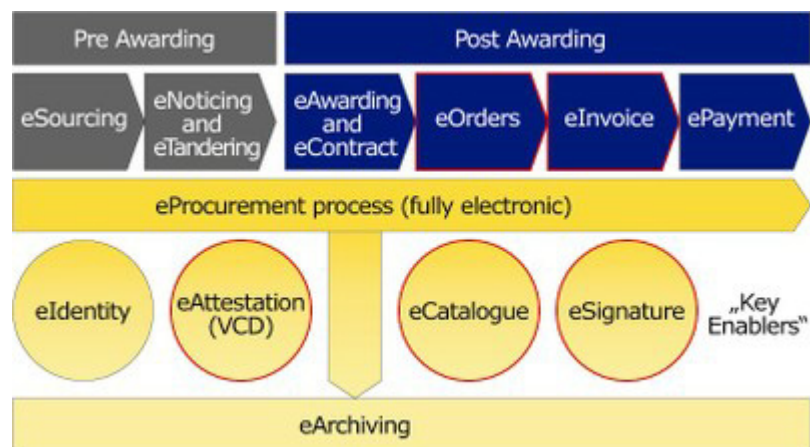 Pre Awarding
Post Awarding
eSourcing
eNoticing
and
eTandering
eAwarding
and
eContract
eOrders
eInvoice
ePayment
eProcurement process (fully electronic)
eIdentity
eAttestation
(VCD)
eCatalogue
eSignature
„Key
Enablers“
eArchiving